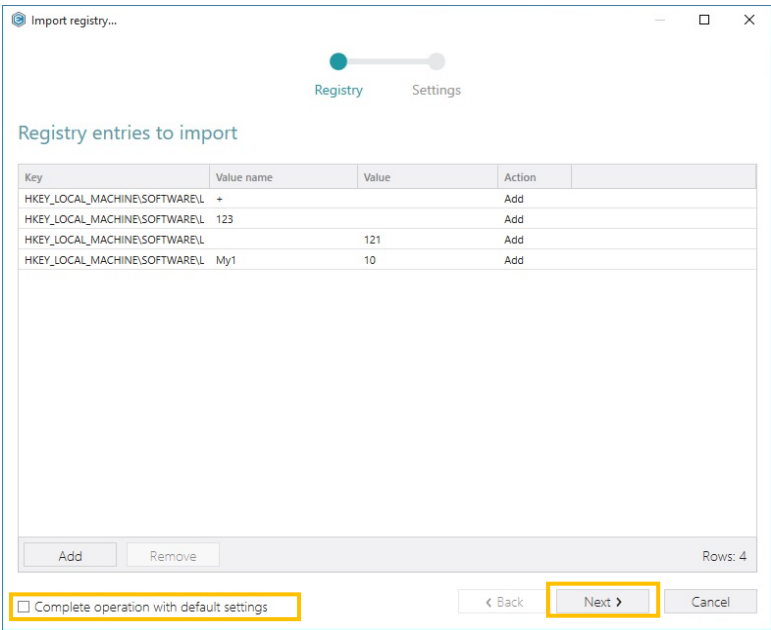 Import registry...
Registry Settings
Registry entries to import
Key Value name Value Action
HKEY_LOCAL_MACHINE\SOFTWARE\L + Add
HKEY_LOCAL_MACHINE\SOFTWARE\L 123 Add
HKEY_LOCAL_MACHINE\SOFTWARE\L 121 Add
HKEY_LOCAL_MACHINE\SOFTWARE\L My1 10 Add
Add Remove Rows: 4
Complete operation with default settings < Back Next > Cancel